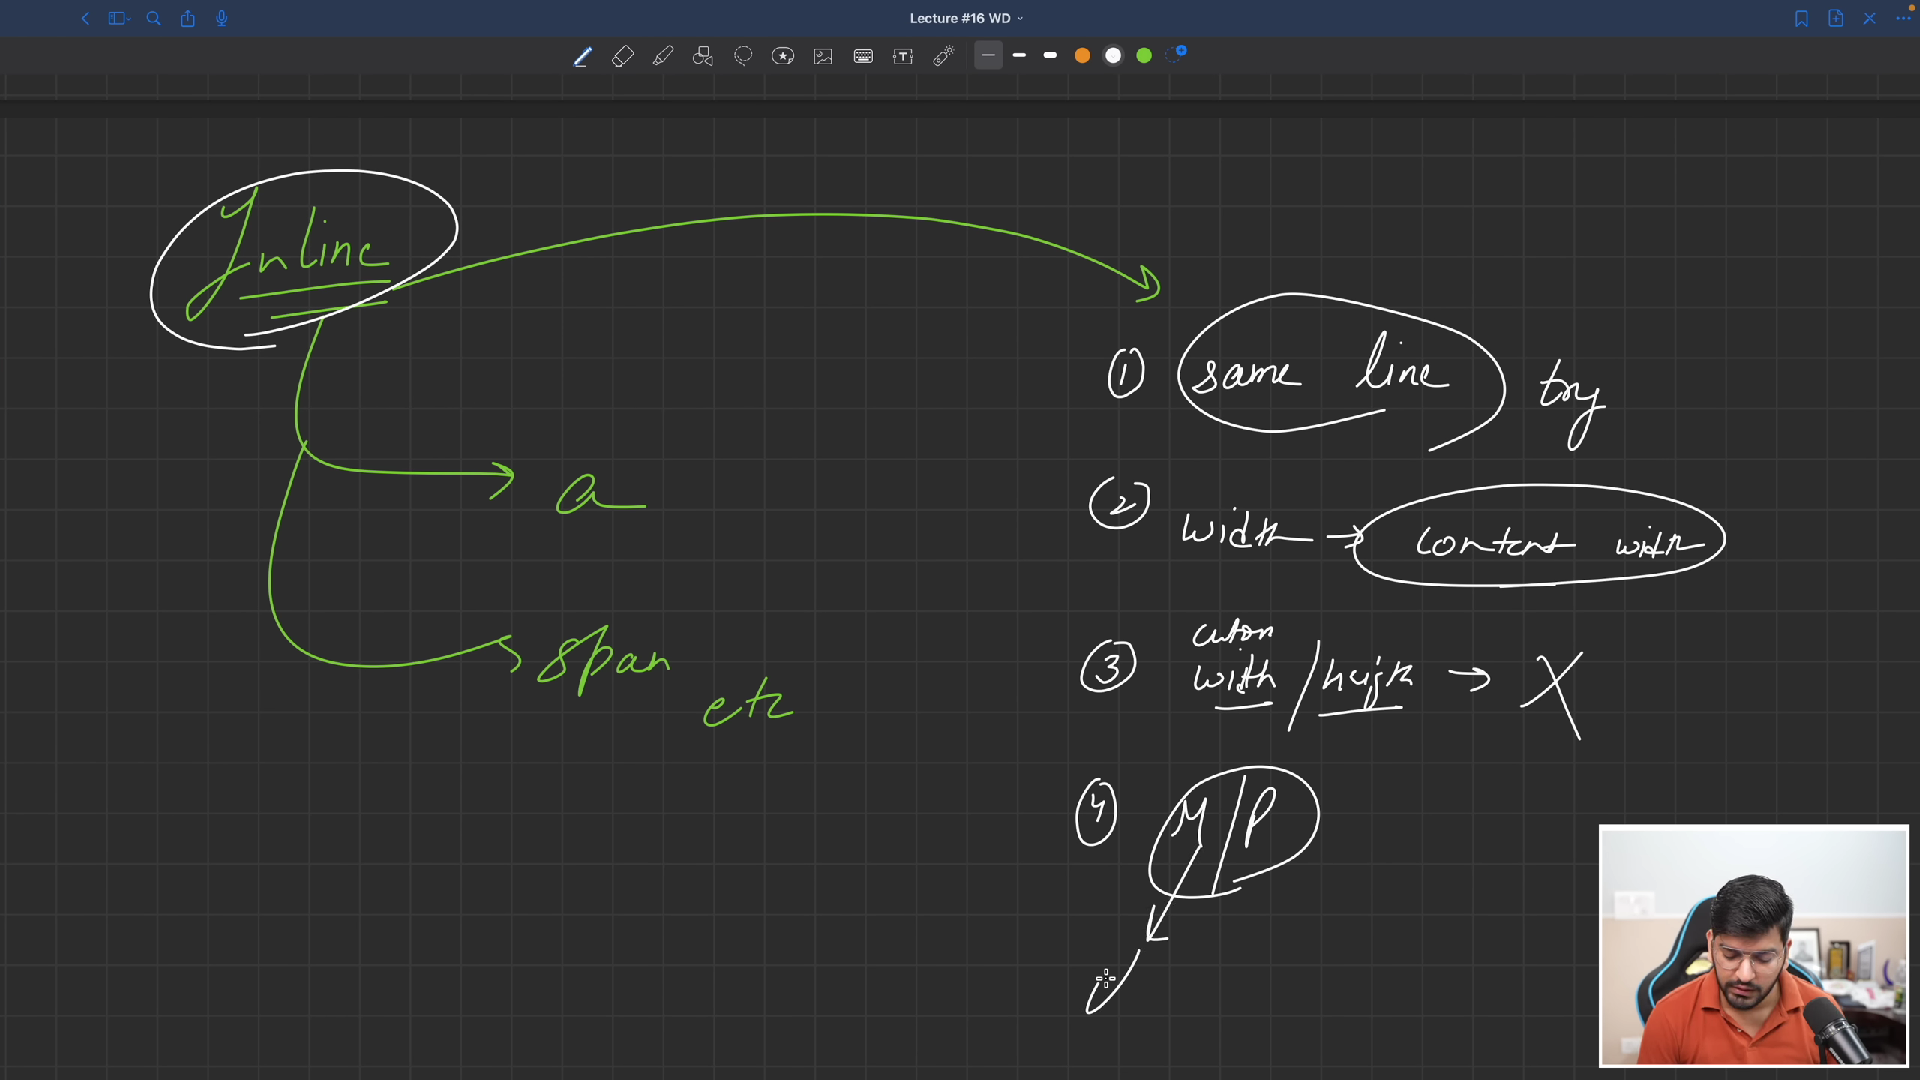 Lecture #16 WD
Inline
① same line try
a
② width → content width
span
etc
③ custom
width / height → X
④ M/P